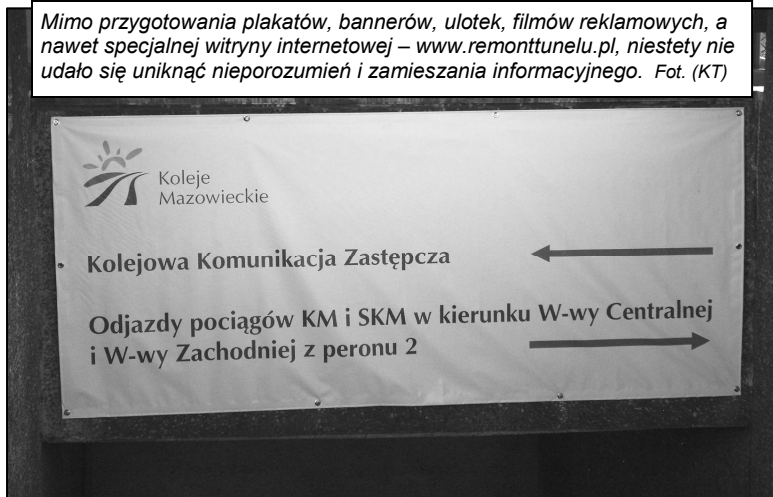 Mimo przygotowania plakatów, bannerów, ulotek, filmów reklamowych, a
nawet specjalnej witryny internetowej – www.remonttunelu.pl, niestety nie
udało się uniknąć nieporozumień i zamieszania informacyjnego. Fot. (KT)
Koleje
Mazowieckie
Kolejowa Komunikacja Zastępcza
Odjazdy pociągów KM i SKM w kierunku W-wy Centralnej
i W-wy Zachodniej z peronu 2